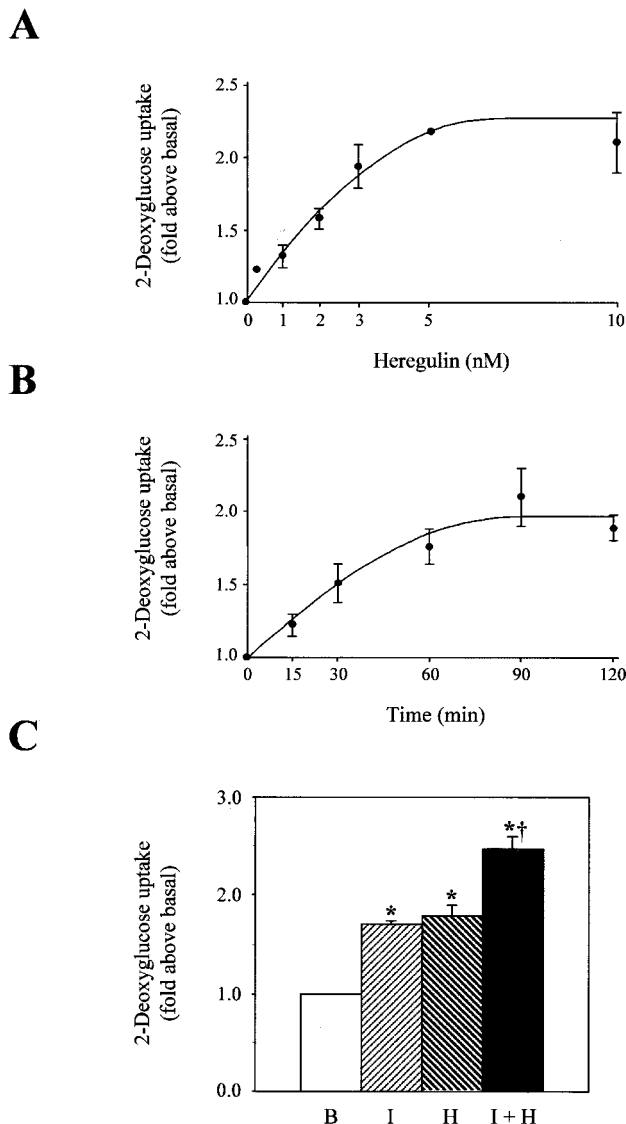 A
2-Deoxyglucose uptake
(fold above basal)
2.5
2.0
1.5
1.0
0 1 2 3 5 10
Heregulin (nM)
B
2-Deoxyglucose uptake
(fold above basal)
2.5
2.0
1.5
1.0
0 15 30 60 90 120
Time (min)
C
2-Deoxyglucose uptake
(fold above basal)
3.0
2.0
1.0
0.0
*†
*
*
B I H I + H